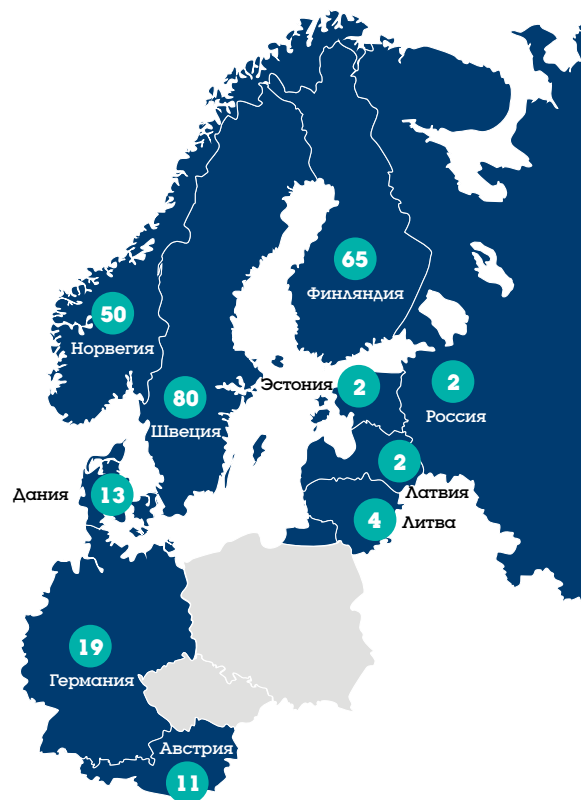 65
Финляндия
50
Норвегия
Эстония
2
2
Россия
80
Швеция
2
Латвия
Дания
13
4
Литва
19
Германия
Австрия
11